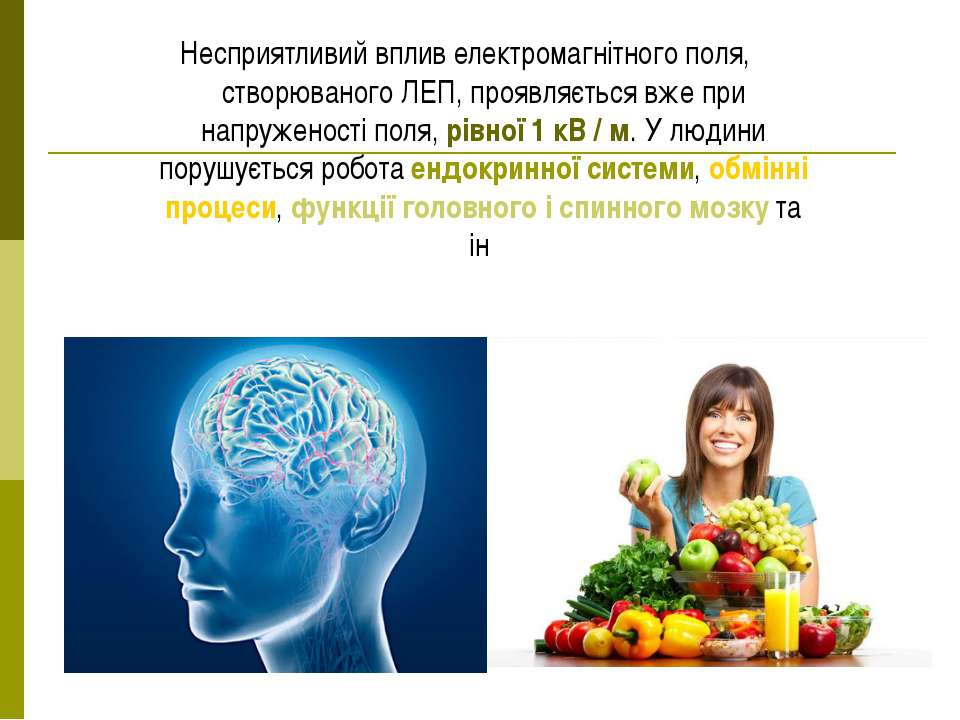 Несприятливий вплив електромагнітного поля,
створюваного ЛЕП, проявляється вже при
напруженості поля, рівної 1 кВ / м. У людини
порушується робота ендокринної системи, обмінні
процеси, функції головного і спинного мозку та
ін